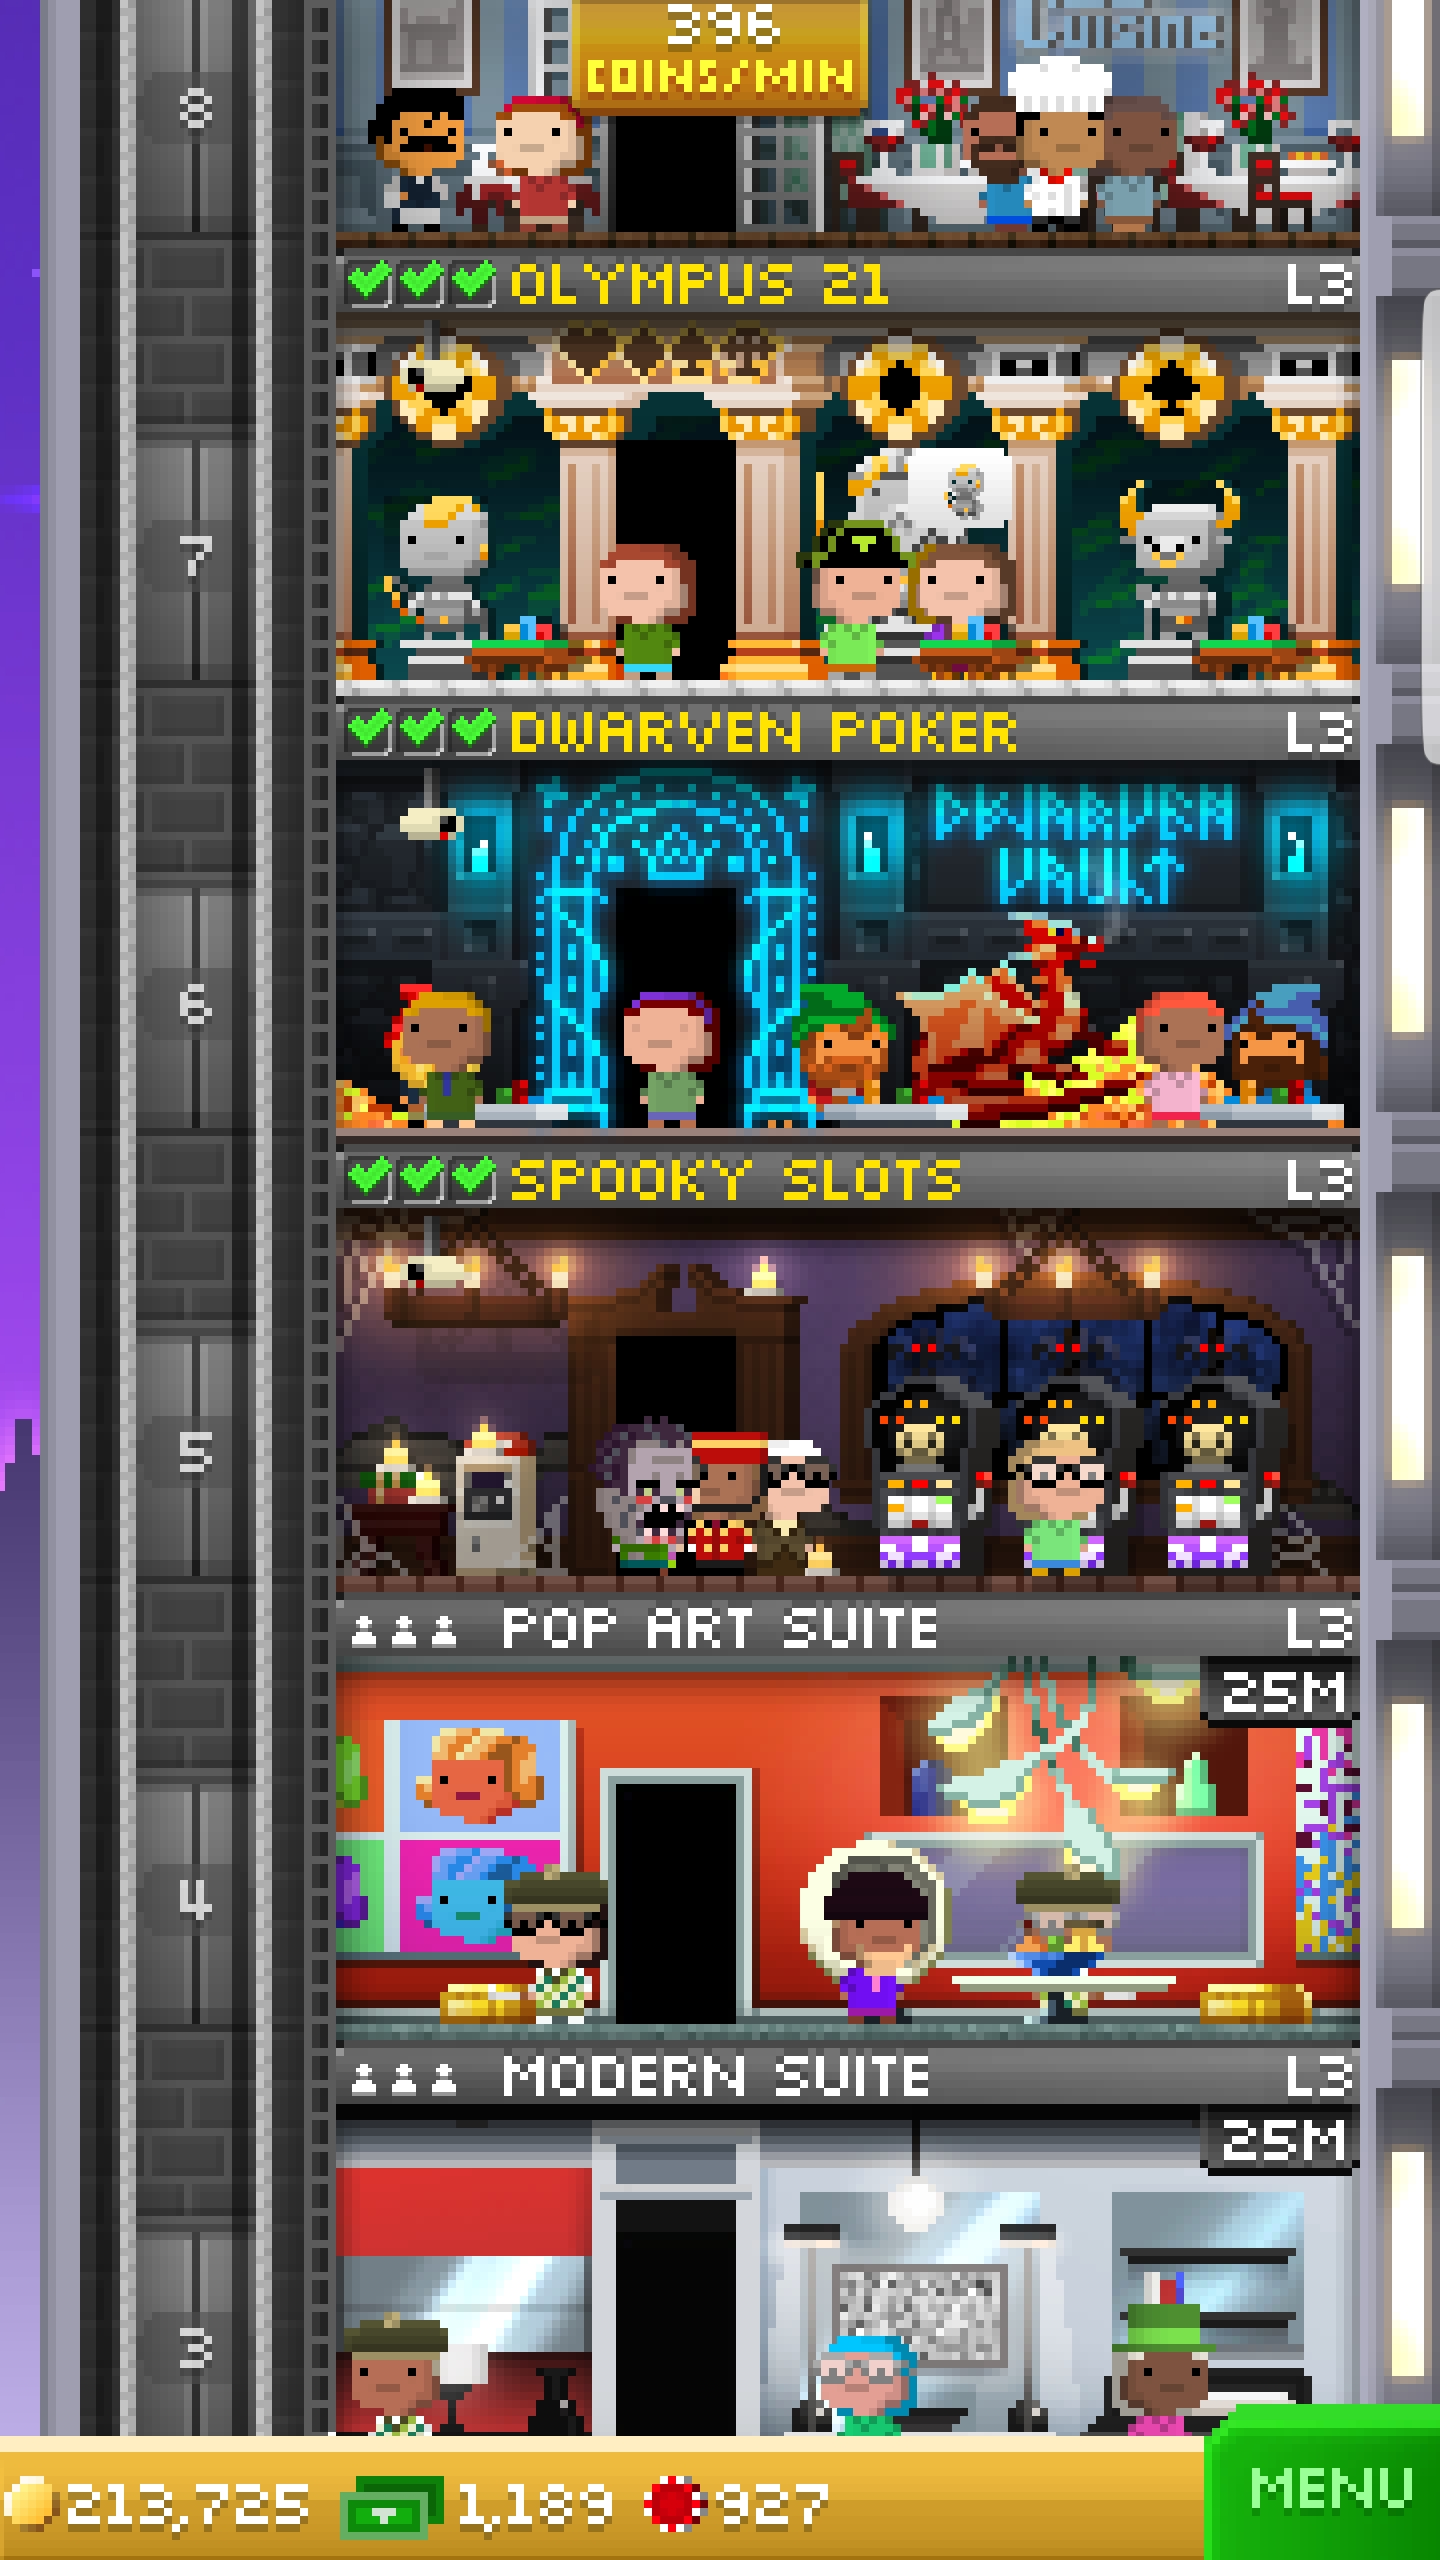 Cuisine
396
COINS/MIN
8
OLYMPUS 21 L3
7
DWARVEN POKER L3
DWARVEN
VAULT
6
SPOOKY SLOTS L3
5
POP ART SUITE L3
25M
4
MODERN SUITE L3
25M
3
213,725 1,189 927
MENU